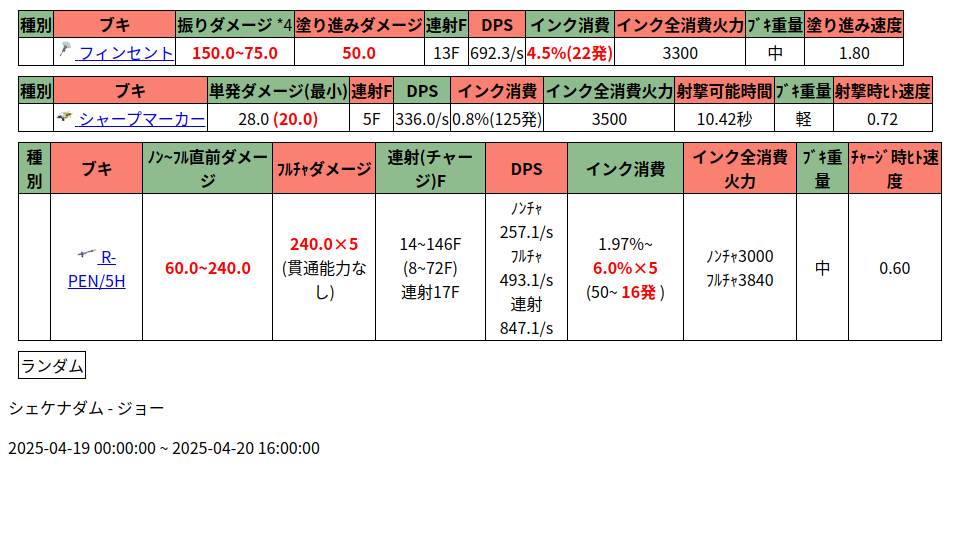 種別 ブキ 振りダメージ *4 塗り進みダメージ 連射F DPS インク消費 インク全消費火力 ﾌﾞｷ重量 塗り進み速度
フィンセント 150.0~75.0 50.0 13F 692.3/s 4.5%(22発) 3300 中 1.80
種別 ブキ 単発ダメージ(最小) 連射F DPS インク消費 インク全消費火力 射撃可能時間 ﾌﾞｷ重量 射撃時ﾋﾄ速度
シャープマーカー 28.0 (20.0) 5F 336.0/s 0.8%(125発) 3500 10.42秒 軽 0.72
種別 ブキ ﾉﾝ~ﾌﾙ直前ダメージ ﾌﾙﾁｬダメージ 連射(チャージ)F DPS インク消費 インク全消費火力 ﾌﾞｷ重量 ﾁｬｰｼﾞ時ﾋﾄ速度
R-PEN/5H
60.0~240.0
240.0×5
(貫通能力なし)
14~146F
(8~72F)
連射17F
ﾉﾝﾁｬ
257.1/s
ﾌﾙﾁｬ
493.1/s
連射
847.1/s
1.97%~
6.0%×5
(50~ 16発 )
ﾉﾝﾁｬ3000
ﾌﾙﾁｬ3840
中
0.60
ランダム
シェケナダム - ジョー
2025-04-19 00:00:00 ~ 2025-04-20 16:00:00